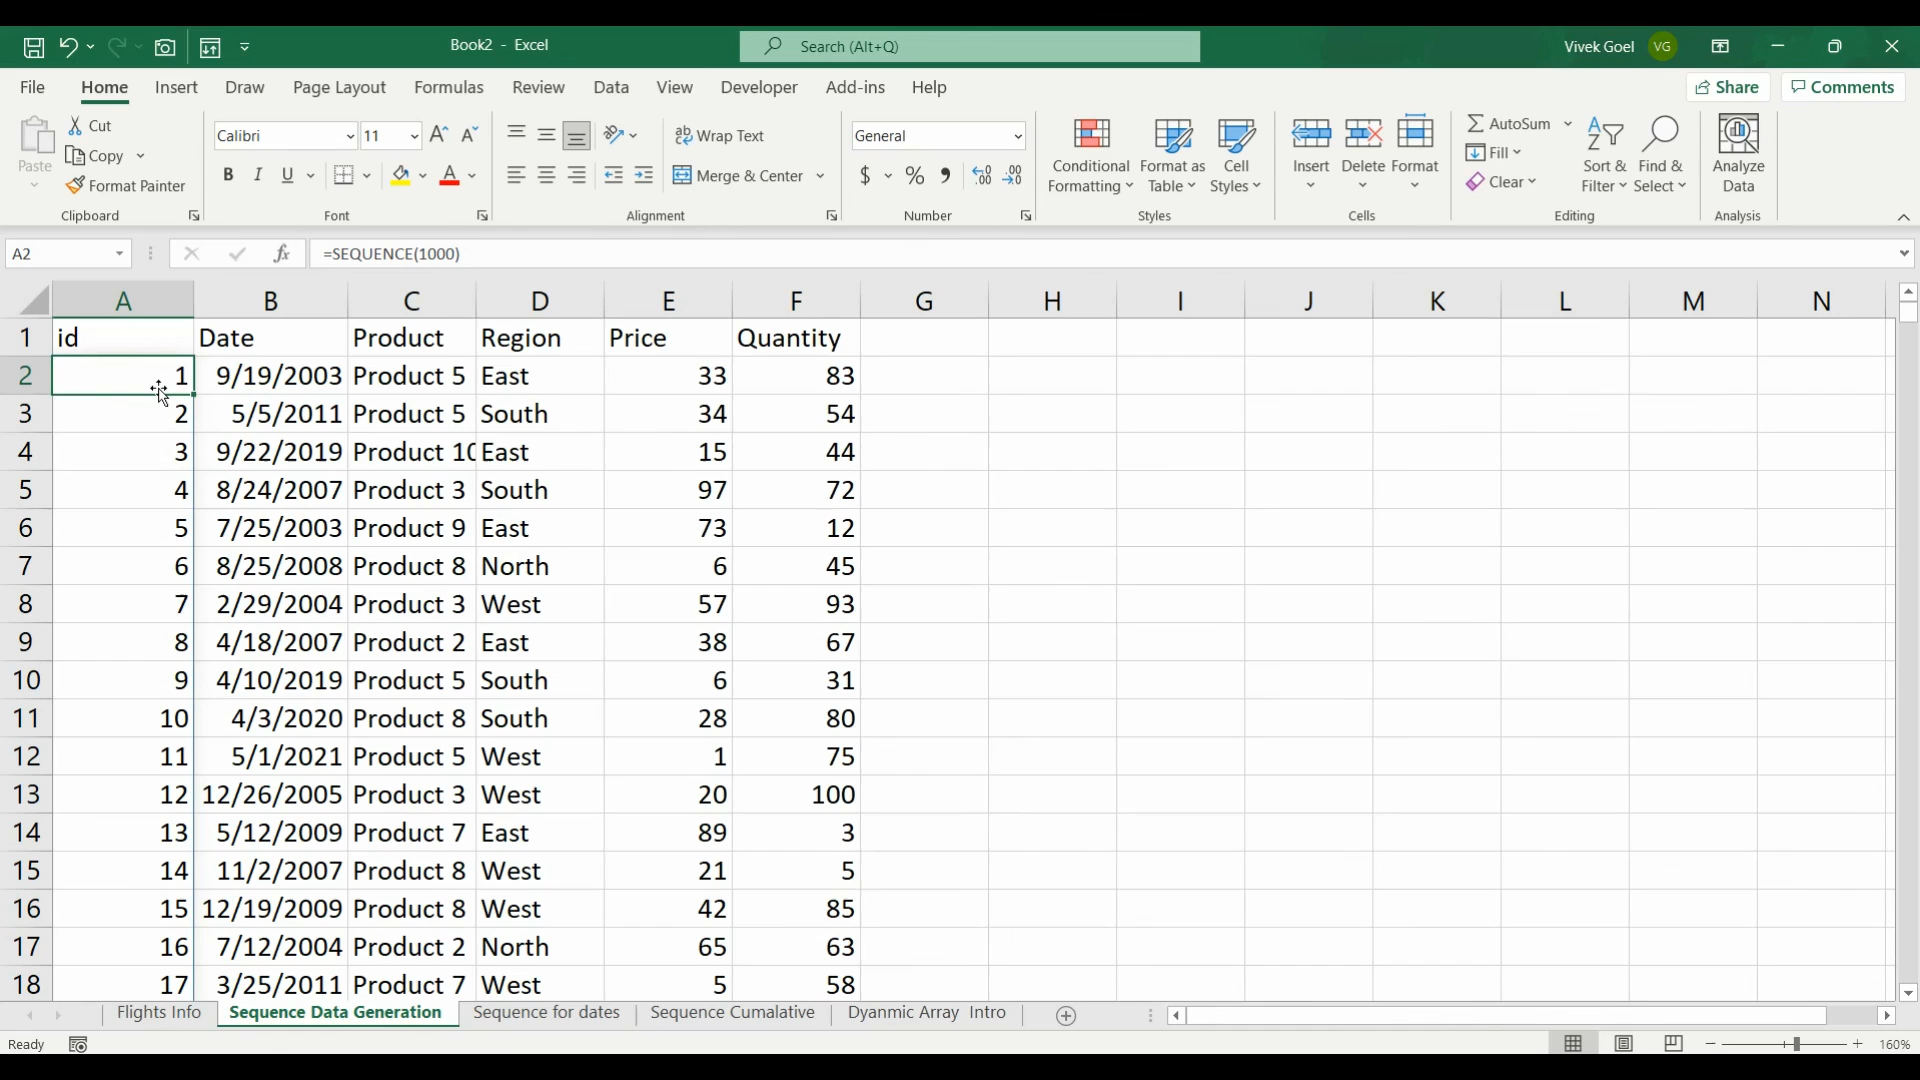 Book2 - Excel
Search (Alt+Q)
Vivek Goel VG
File Home Insert Draw Page Layout Formulas Review Data View Developer Add-ins Help
Share Comments
Paste
Cut
Copy
Format Painter
Clipboard
Calibri 11
B I U
Font
ab Wrap Text
Merge & Center
Alignment
General
$ % 9
Number
Conditional Formatting
Format as Table
Cell Styles
Styles
Insert Delete Format
Cells
AutoSum
Fill
Clear
Sort & Filter
Find & Select
Editing
Analyze Data
Analysis
A2 fx =SEQUENCE(1000)
A B C D E F G H I J K L M N
1 id Date Product Region Price Quantity
2 1 9/19/2003 Product 5 East 33 83
3 2 5/5/2011 Product 5 South 34 54
4 3 9/22/2019 Product 10 East 15 44
5 4 8/24/2007 Product 3 South 97 72
6 5 7/25/2003 Product 9 East 73 12
7 6 8/25/2008 Product 8 North 6 45
8 7 2/29/2004 Product 3 West 57 93
9 8 4/18/2007 Product 2 East 38 67
10 9 4/10/2019 Product 5 South 6 31
11 10 4/3/2020 Product 8 South 28 80
12 11 5/1/2021 Product 5 West 1 75
13 12 12/26/2005 Product 3 West 20 100
14 13 5/12/2009 Product 7 East 89 3
15 14 11/2/2007 Product 8 West 21 5
16 15 12/19/2009 Product 8 West 42 85
17 16 7/12/2004 Product 2 North 65 63
18 17 3/25/2011 Product 7 West 5 58
Flights Info Sequence Data Generation Sequence for dates Sequence Cumalative Dyanmic Array Intro
Ready 160%